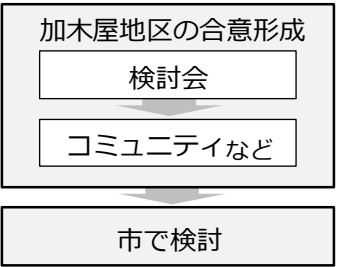 加木屋地区の合意形成
検討会
コミュニティなど
市で検討